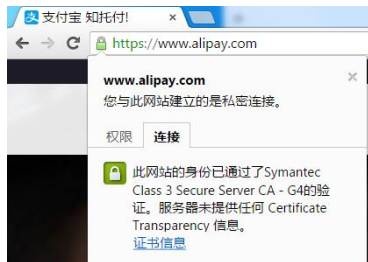 支付宝 知托付!
https://www.alipay.com
www.alipay.com
您与此网站建立的是私密连接。
权限 连接
此网站的身份已通过了Symantec
Class 3 Secure Server CA - G4的验
证。服务器未提供任何 Certificate
Transparency 信息。
证书信息